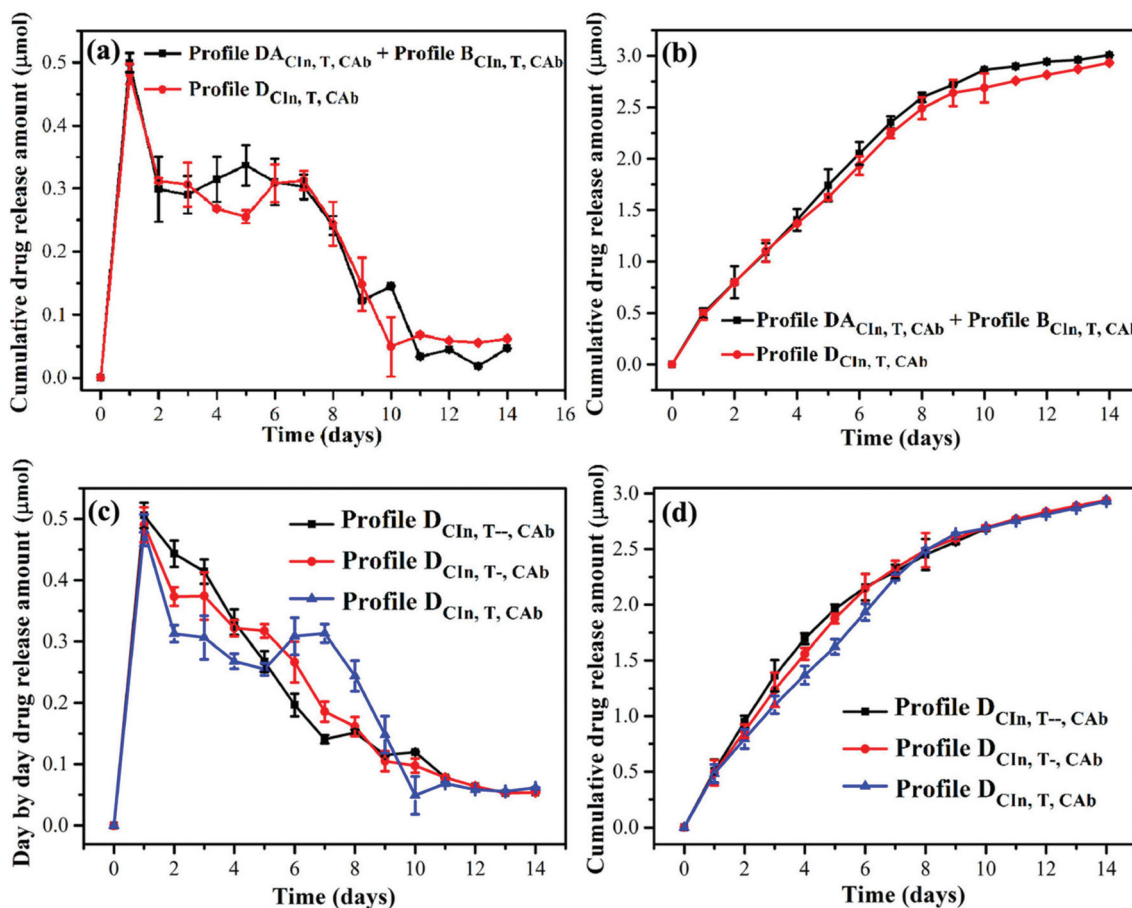 (a)
Profile DA_CIn, T, CAb + Profile B_CIn, T, CAb
Profile D_CIn, T, CAb
Cumulative drug release amount (μmol)
0.5
0.4
0.3
0.2
0.1
0.0
0 2 4 6 8 10 12 14 16
Time (days)
(b)
Cumulative drug release amount (μmol)
3.0
2.5
2.0
1.5
1.0
0.5
0.0
Profile DA_CIn, T, CAb + Profile B_CIn, T, CAb
Profile D_CIn, T, CAb
0 2 4 6 8 10 12 14
Time (days)
(c)
Profile D_CIn, T--, CAb
Profile D_CIn, T-, CAb
Profile D_CIn, T, CAb
Day by day drug release amount (μmol)
0.5
0.4
0.3
0.2
0.1
0.0
0 2 4 6 8 10 12 14
Time (days)
(d)
Cumulative drug release amount (μmol)
3.0
2.5
2.0
1.5
1.0
0.5
0.0
Profile D_CIn, T--, CAb
Profile D_CIn, T-, CAb
Profile D_CIn, T, CAb
0 2 4 6 8 10 12 14
Time (days)